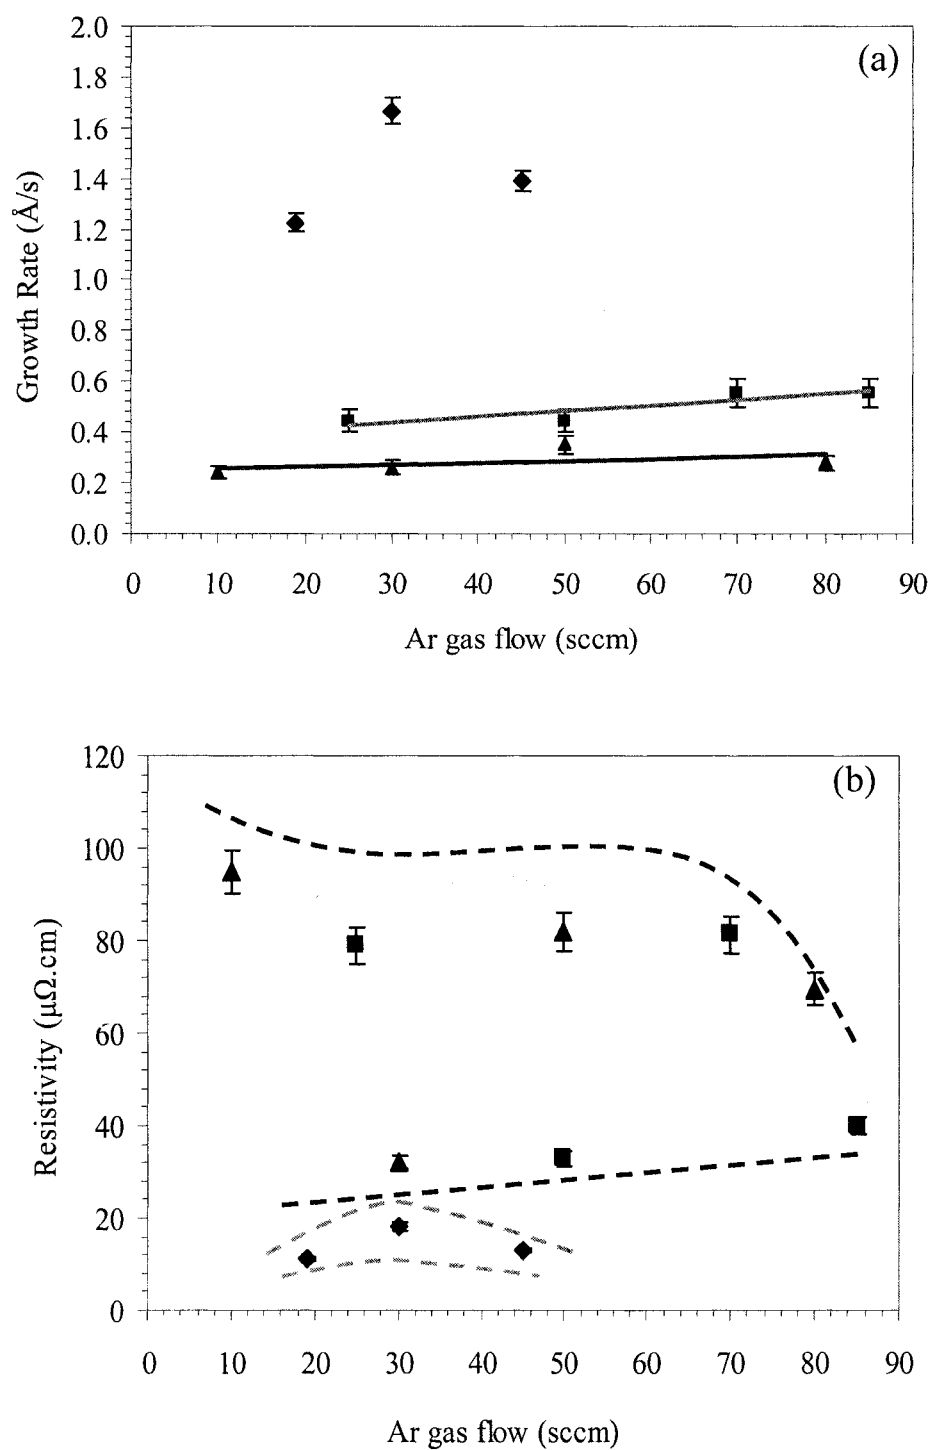 (a)
Growth Rate (Å/s)
2.0
1.8
1.6
1.4
1.2
1.0
0.8
0.6
0.4
0.2
0.0
0 10 20 30 40 50 60 70 80 90
Ar gas flow (sccm)
(b)
Resistivity (μΩ.cm)
120
100
80
60
40
20
0
0 10 20 30 40 50 60 70 80 90
Ar gas flow (sccm)